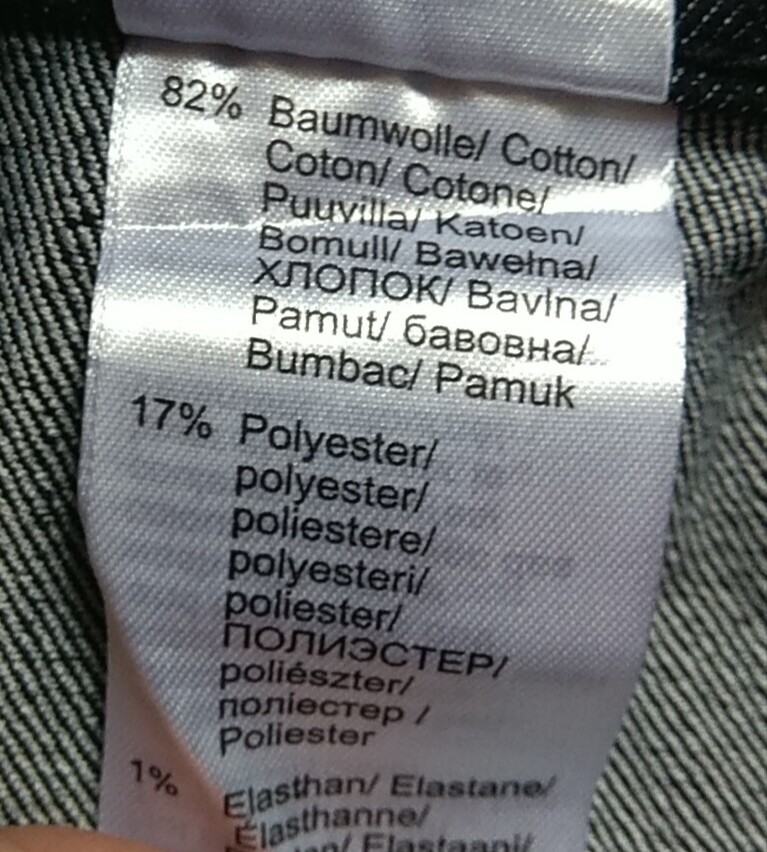 82% Baumwolle/ Cotton/
Coton/ Cotone/
Puuvilla/ Katoen/
Bomull/ Bawełna/
ХЛОПОК/ Bavlna/
Pamut/ бавовна/
Bumbac/ Pamuk
17% Polyester/
polyester/
poliestere/
polyesteri/
poliester/
ПОЛИЭСТЕР/
poliészter/
поліестер /
Poliester
1% Elasthan/ Elastane/
Élasthanne/
Elastaani/